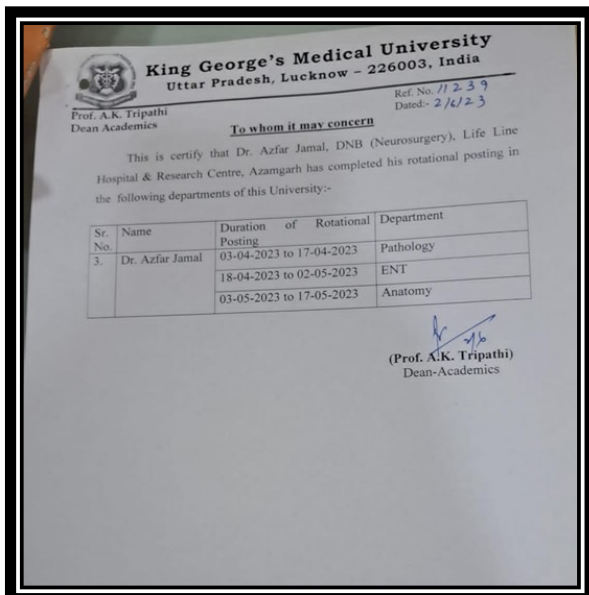 King George's Medical University
Uttar Pradesh, Lucknow – 226003, India
Prof. A.K. Tripathi
Dean Academics
Ref. No. 11239
Dated:- 2/6/23
To whom it may concern
This is certify that Dr. Azfar Jamal, DNB (Neurosurgery), Life Line
Hospital & Research Centre, Azamgarh has completed his rotational posting in
the following departments of this University:-
Sr. No. Name Duration of Rotational Posting Department
3. Dr. Azfar Jamal 03-04-2023 to 17-04-2023 Pathology
18-04-2023 to 02-05-2023 ENT
03-05-2023 to 17-05-2023 Anatomy
2/6
(Prof. A.K. Tripathi)
Dean-Academics